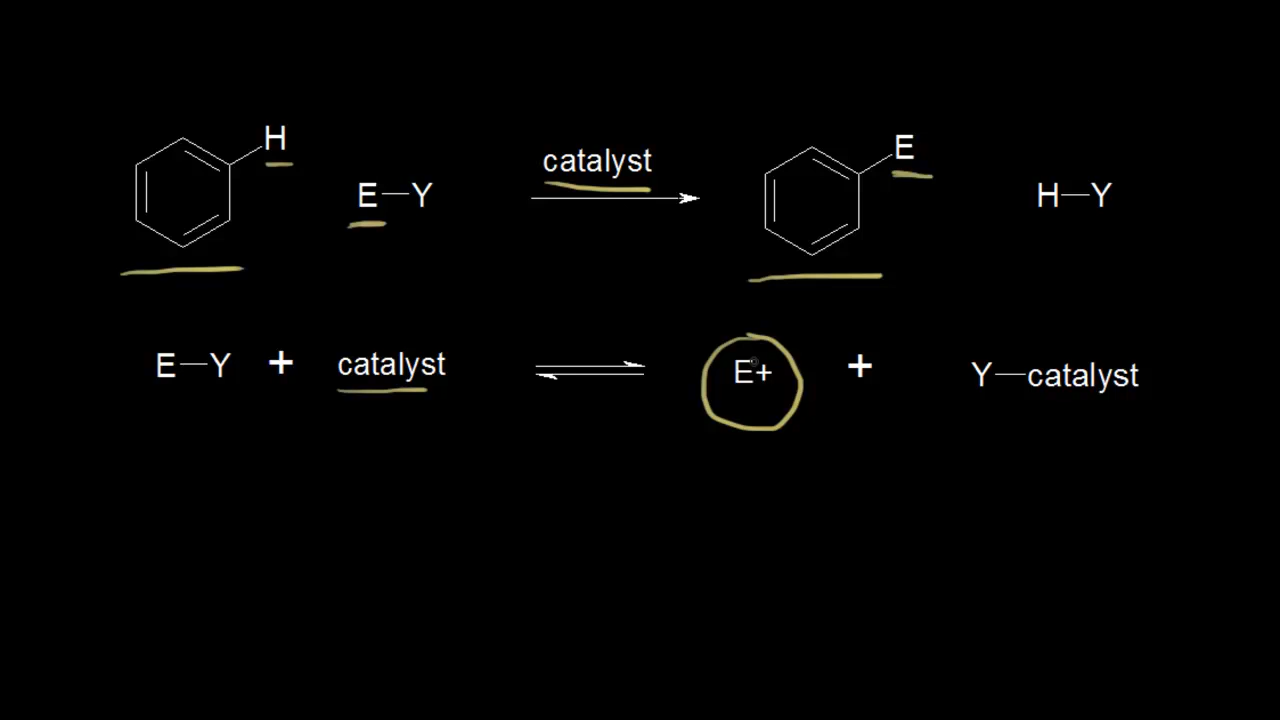 H E—Y catalyst E H—Y
E—Y + catalyst E+ + Y—catalyst